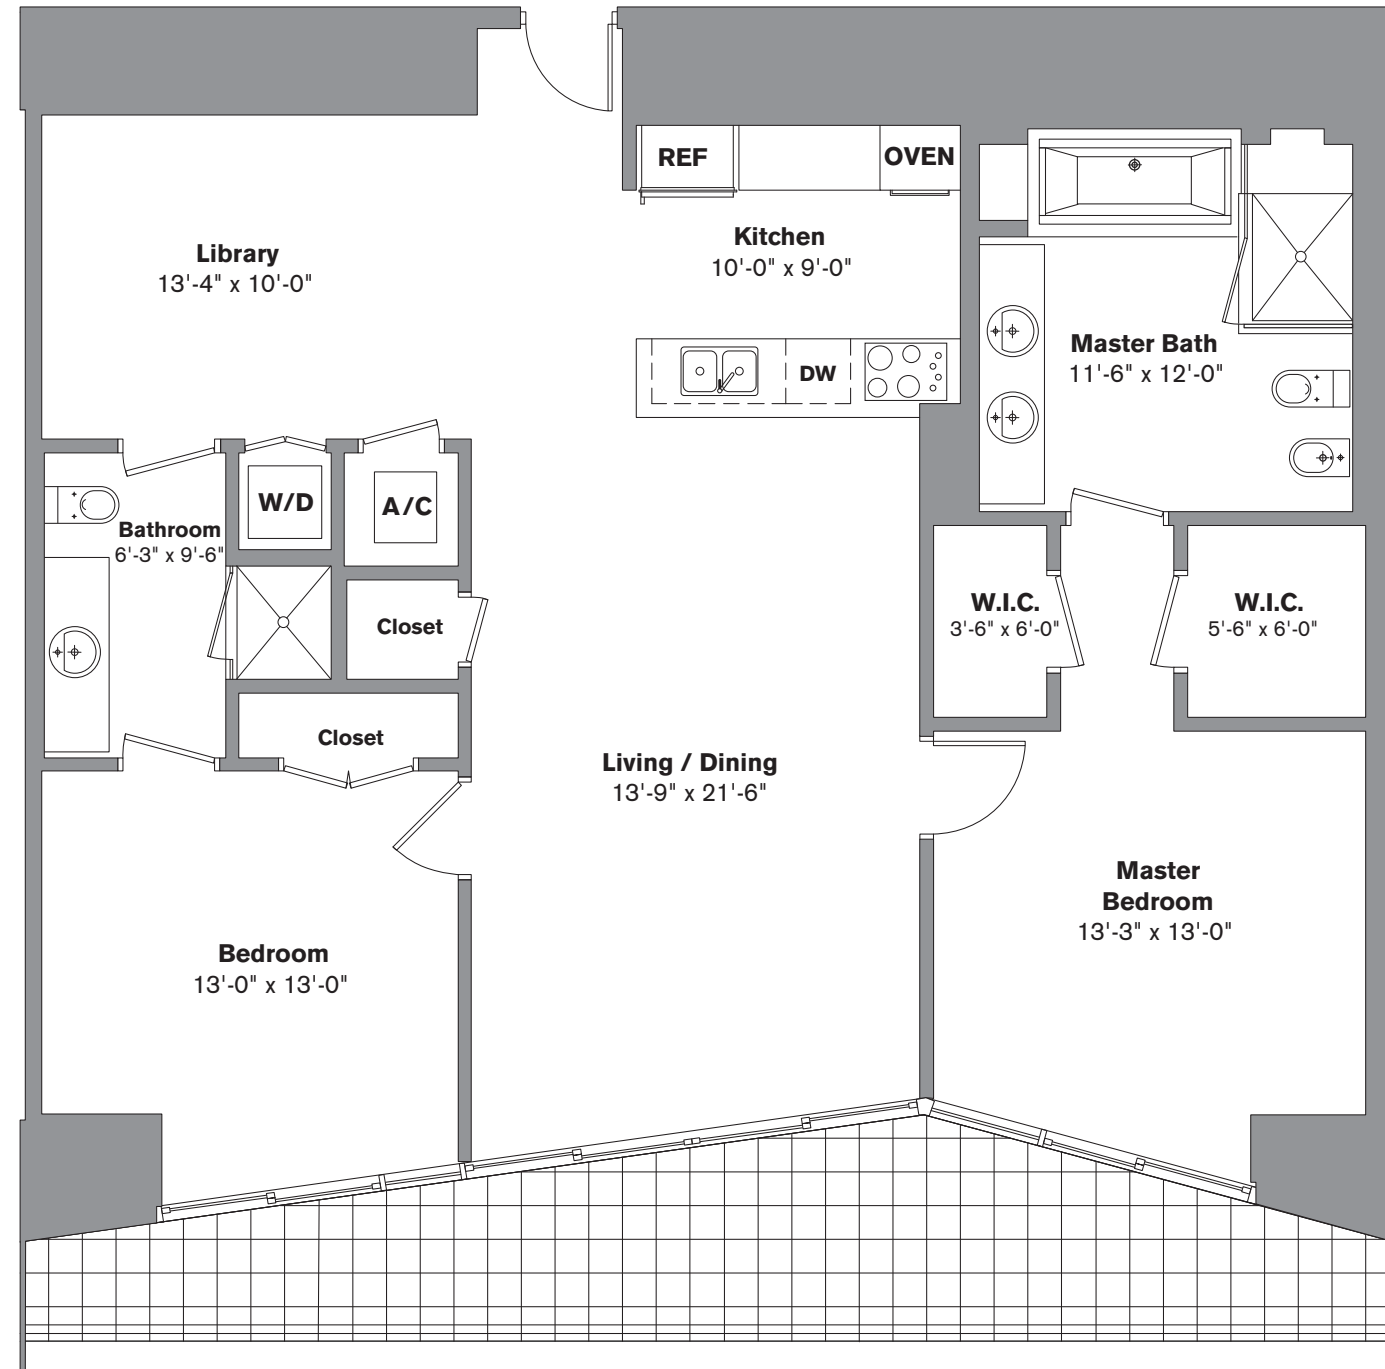 REF
OVEN
Library
13'-4" x 10'-0"
Kitchen
10'-0" x 9'-0"
Master Bath
11'-6" x 12'-0"
DW
W/D
A/C
Bathroom
6'-3" x 9'-6"
Closet
W.I.C.
3'-6" x 6'-0"
W.I.C.
5'-6" x 6'-0"
Closet
Living / Dining
13'-9" x 21'-6"
Master
Bedroom
13'-3" x 13'-0"
Bedroom
13'-0" x 13'-0"